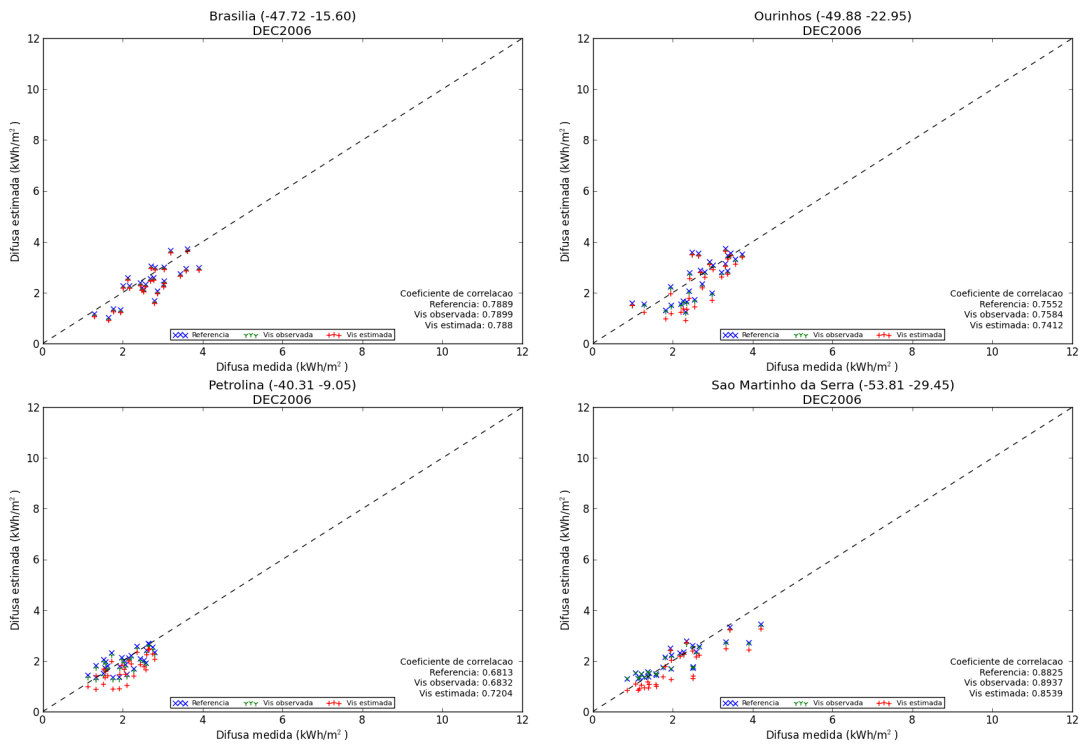 Brasilia (-47.72 -15.60)
DEC2006
12
10
8
6
4
2
0
Difusa estimada (kWh/m² )
Coeficiente de correlacao
Referencia: 0.7889
Vis observada: 0.7899
Vis estimada: 0.788
Referencia Vis observada Vis estimada
0 2 4 6 8 10 12
Difusa medida (kWh/m² )
Ourinhos (-49.88 -22.95)
DEC2006
12
10
8
6
4
2
0
Difusa estimada (kWh/m² )
Coeficiente de correlacao
Referencia: 0.7552
Vis observada: 0.7584
Vis estimada: 0.7412
Referencia Vis observada Vis estimada
0 2 4 6 8 10 12
Difusa medida (kWh/m² )
Petrolina (-40.31 -9.05)
DEC2006
12
10
8
6
4
2
0
Difusa estimada (kWh/m² )
Coeficiente de correlacao
Referencia: 0.6813
Vis observada: 0.6832
Vis estimada: 0.7204
Referencia Vis observada Vis estimada
0 2 4 6 8 10 12
Difusa medida (kWh/m² )
Sao Martinho da Serra (-53.81 -29.45)
DEC2006
12
10
8
6
4
2
0
Difusa estimada (kWh/m² )
Coeficiente de correlacao
Referencia: 0.8825
Vis observada: 0.8937
Vis estimada: 0.8539
Referencia Vis observada Vis estimada
0 2 4 6 8 10 12
Difusa medida (kWh/m² )